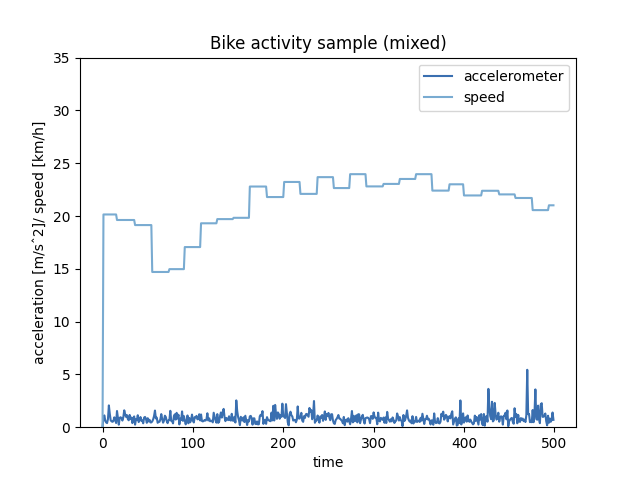 Bike activity sample (mixed)
accelerometer
speed
acceleration [m/s^2]/ speed [km/h]
35
30
25
20
15
10
5
0
0 100 200 300 400 500
time